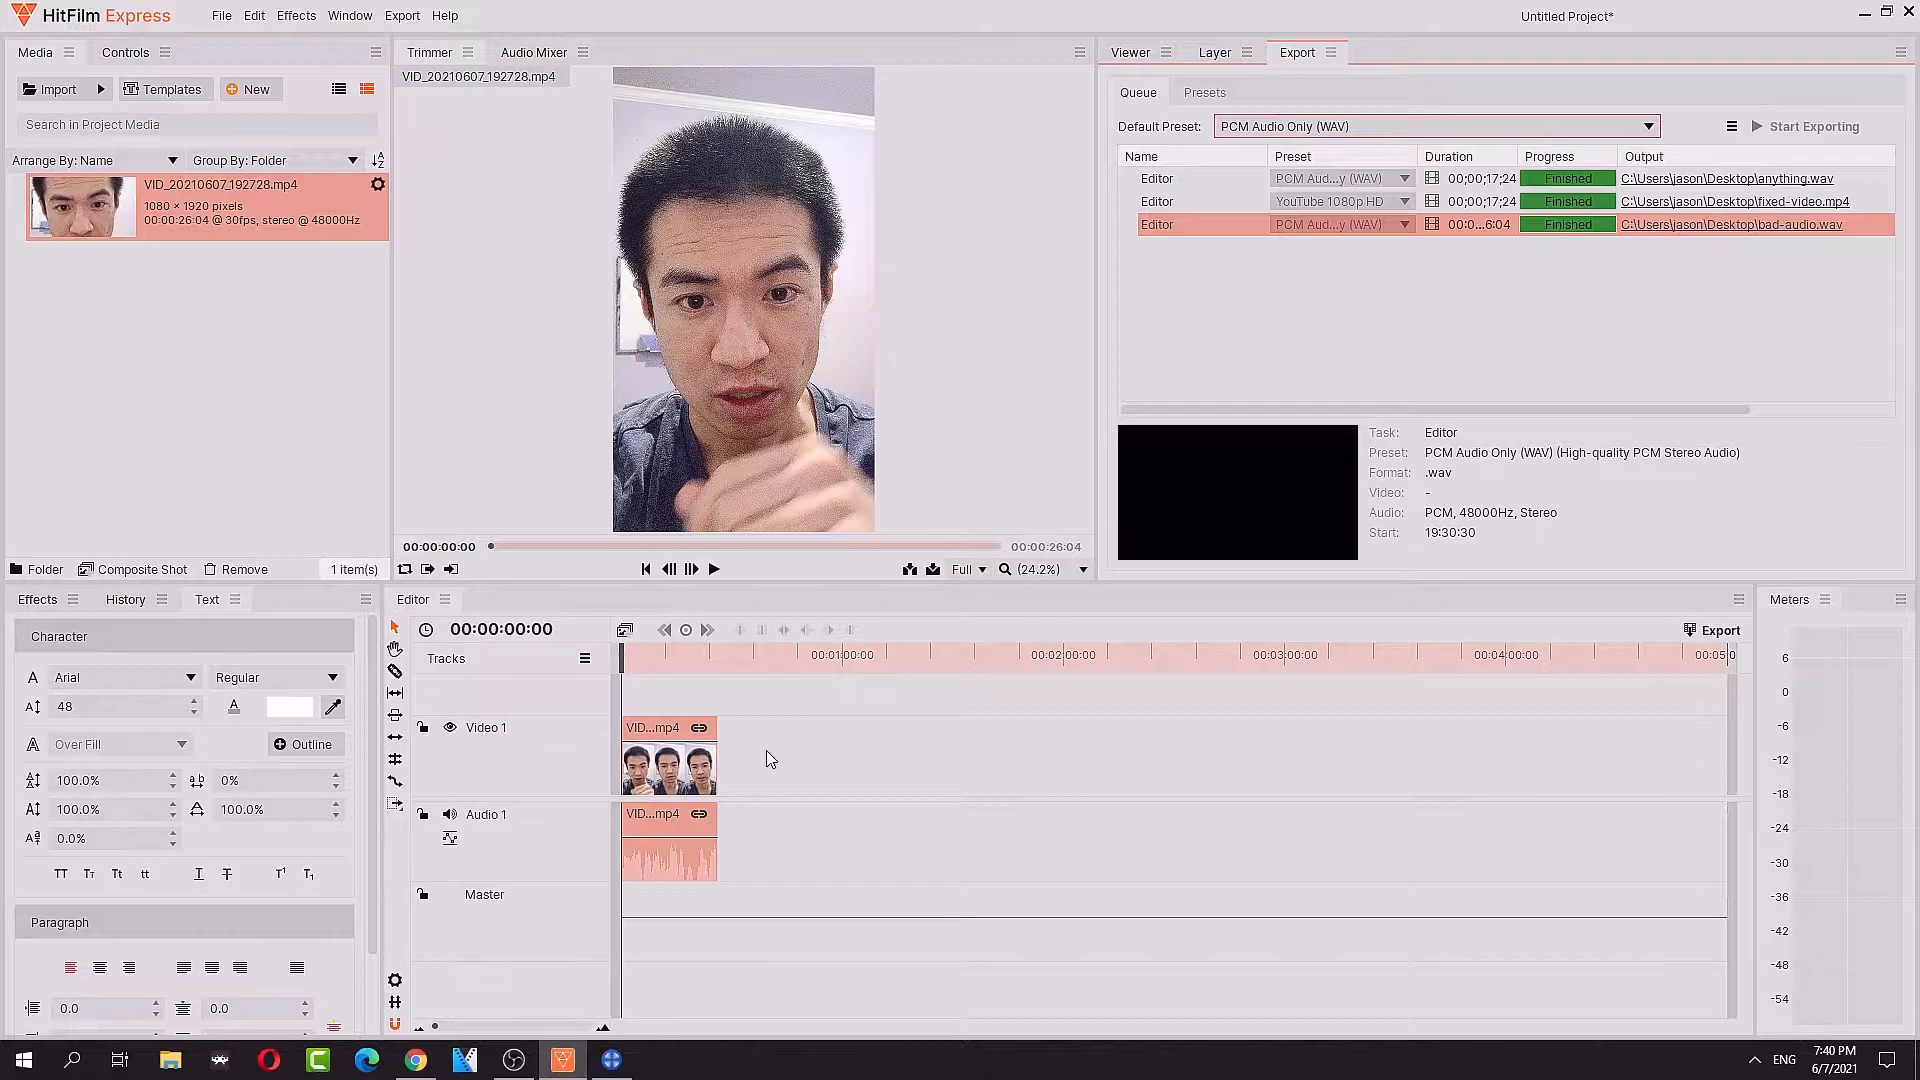 HitFilm Express
File Edit Effects Window Export Help
Untitled Project*
Media Controls
Import Templates New
Search in Project Media
Arrange By: Name Group By: Folder
VID_20210607_192728.mp4
1080 × 1920 pixels
00:00:26:04 @ 30fps, stereo @ 48000Hz
Folder Composite Shot Remove 1 item(s)
Trimmer Audio Mixer
VID_20210607_192728.mp4
00:00:00:00 00:00:26:04
Full (24.2%)
Viewer Layer Export
Queue Presets
Default Preset: PCM Audio Only (WAV) Start Exporting
Name Preset Duration Progress Output
Editor PCM Aud...y (WAV) 00;00;17;24 Finished C:\Users\jason\Desktop\anything.wav
Editor YouTube 1080p HD 00;00;17;24 Finished C:\Users\jason\Desktop\fixed-video.mp4
Editor PCM Aud...y (WAV) 00:0...6:04 Finished C:\Users\jason\Desktop\bad-audio.wav
Task: Editor
Preset: PCM Audio Only (WAV) (High-quality PCM Stereo Audio)
Format: .wav
Video: -
Audio: PCM, 48000Hz, Stereo
Start: 19:30:30
Effects History Text
Character
Arial Regular
48
Over Fill Outline
100.0% 0%
100.0% 100.0%
0.0%
TT Tт Tt tt T T T¹ T₁
Paragraph
0.0 0.0
Editor
00:00:00:00 Export
Tracks 00:01:00:00 00:02:00:00 00:03:00:00 00:04:00:00 00:05:0
Video 1 VID...mp4
Audio 1 VID...mp4
Master
Meters
6
0
-6
-12
-18
-24
-30
-36
-42
-48
-54
ENG 7:40 PM
6/7/2021